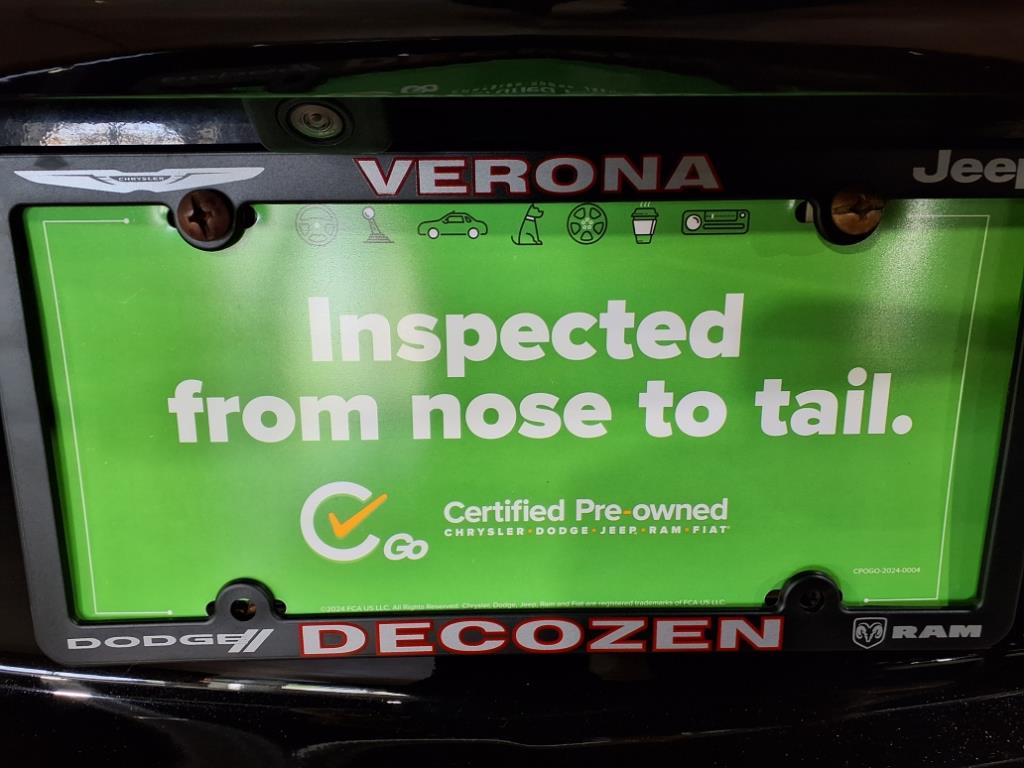 CHRYSLER
VERONA
Jeep
Inspected
from nose to tail.
Go
Certified Pre-owned
CHRYSLER • DODGE • JEEP® • RAM • FIAT®
CPOGO-2024-0004
©2024 FCA US LLC. All Rights Reserved. Chrysler, Dodge, Jeep, Ram and Fiat are registered trademarks of FCA US LLC.
DODGE
DECOZEN
RAM